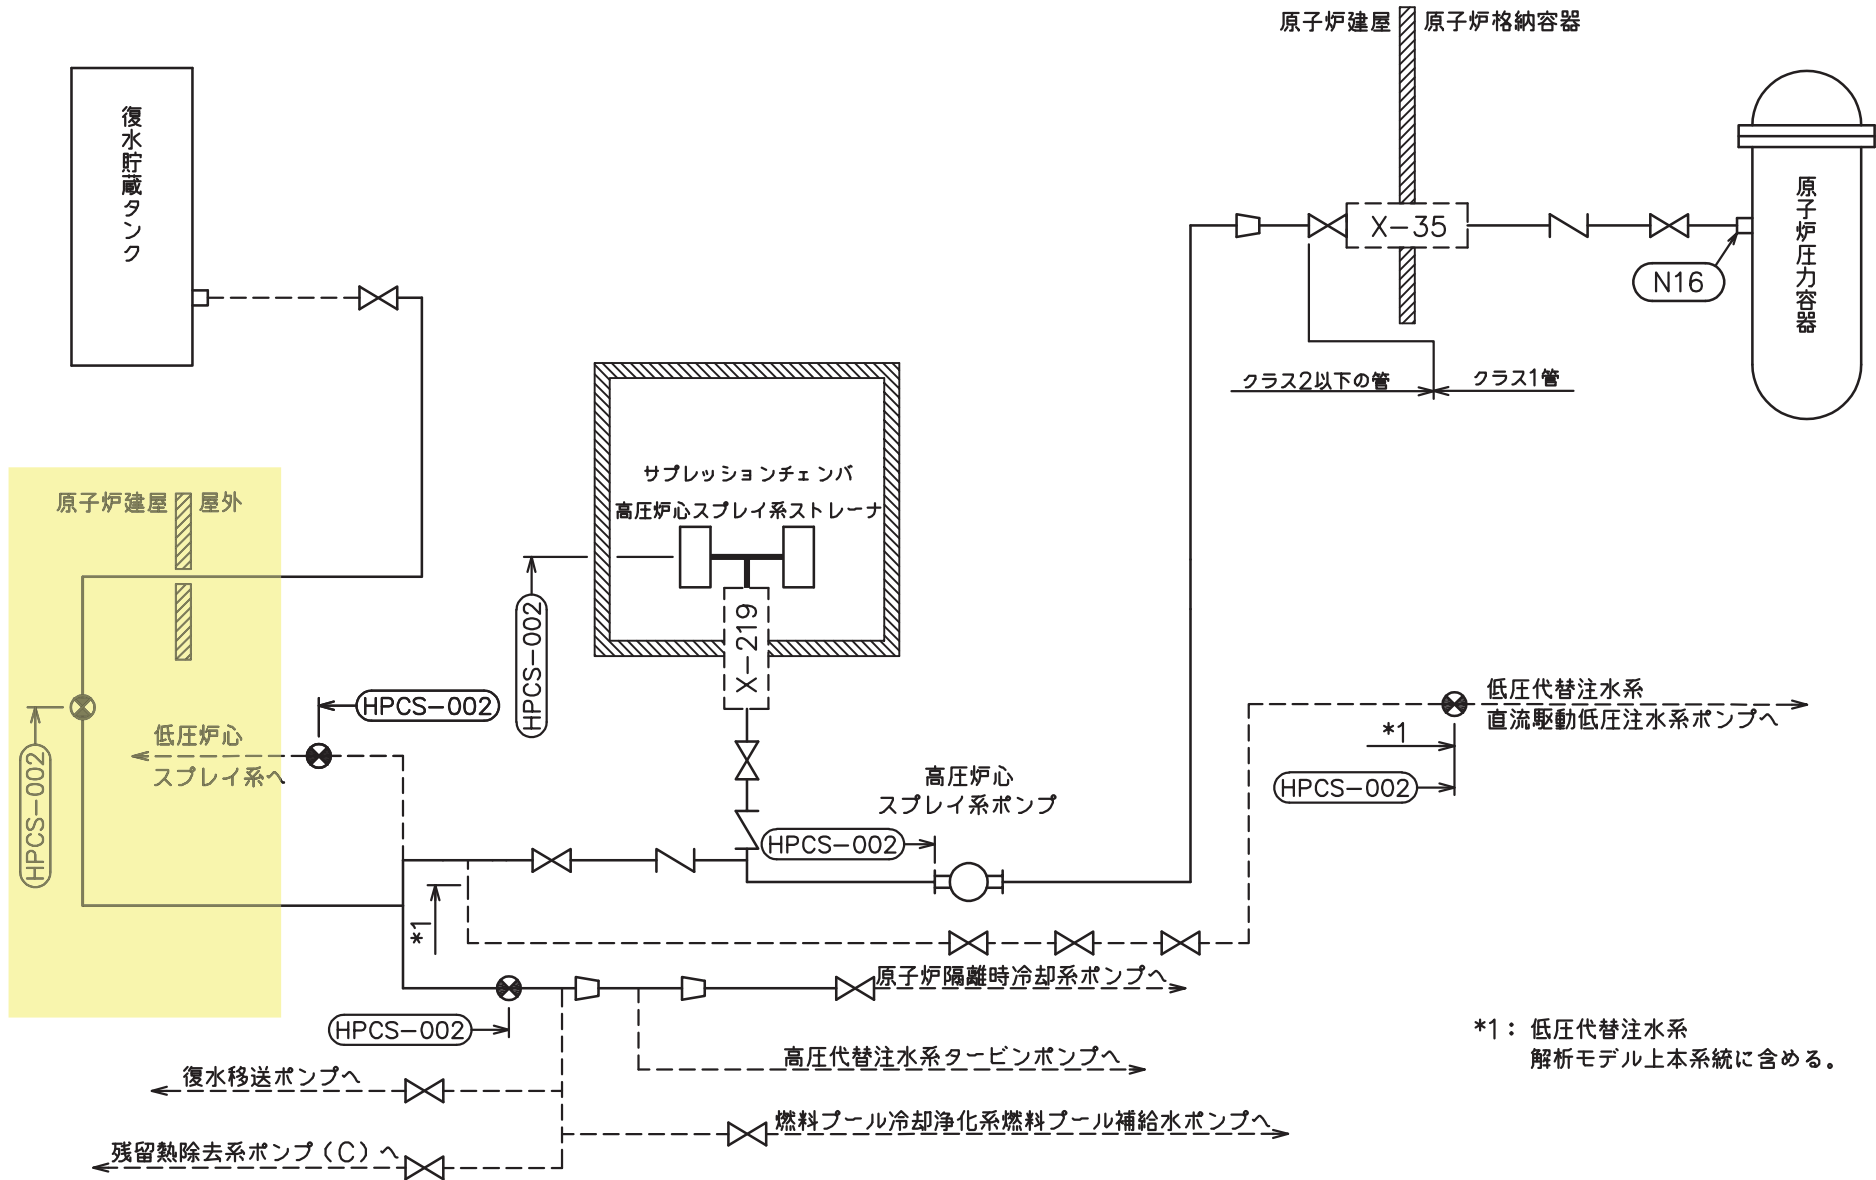 原子炉建屋
原子炉格納容器
復水貯蔵タンク
X-35
原子炉圧力容器
N16
クラス2以下の管
クラス1管
サプレッションチェンバ
高圧炉心スプレイ系ストレーナ
原子炉建屋
屋外
HPCS-002
X-219
HPCS-002
低圧炉心
スプレイ系へ
HPCS-002
低圧代替注水系
直流駆動低圧注水系ポンプへ
*1
HPCS-002
高圧炉心
スプレイ系ポンプ
HPCS-002
*1
原子炉隔離時冷却系ポンプへ
HPCS-002
高圧代替注水系タービンポンプへ
復水移送ポンプへ
燃料プール冷却浄化系燃料プール補給水ポンプへ
残留熱除去系ポンプ(C)へ
*1: 低圧代替注水系
解析モデル上本系統に含める。